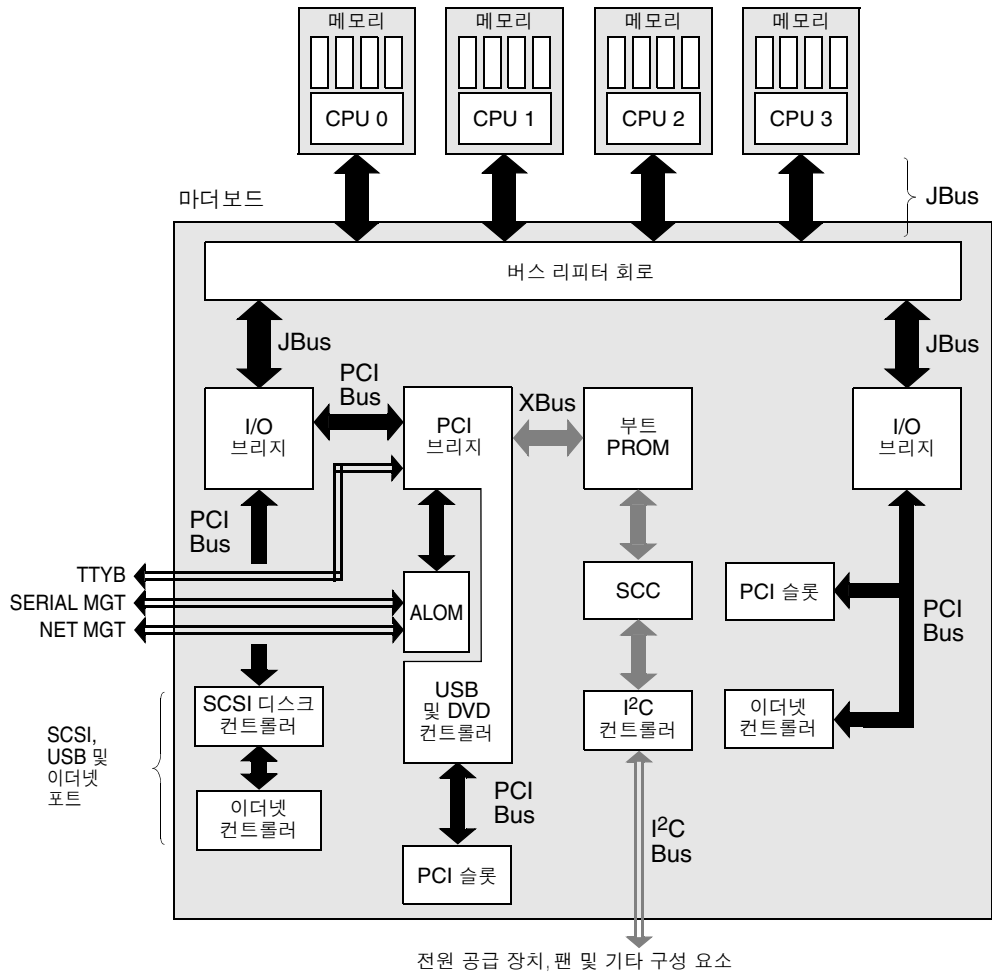 메모리
메모리
메모리
메모리
CPU 0
CPU 1
CPU 2
CPU 3
JBus
마더보드
버스 리피터 회로
JBus
JBus
PCI
Bus
I/O
브리지
PCI
브리지
XBus
부트
PROM
I/O
브리지
PCI
Bus
TTYB
SERIAL MGT
NET MGT
ALOM
SCC
PCI 슬롯
PCI
Bus
SCSI 디스크
컨트롤러
USB
및 DVD
컨트롤러
I²C
컨트롤러
이더넷
컨트롤러
SCSI,
USB 및
이더넷
포트
이더넷
컨트롤러
PCI
Bus
I²C
Bus
PCI 슬롯
전원 공급 장치, 팬 및 기타 구성 요소